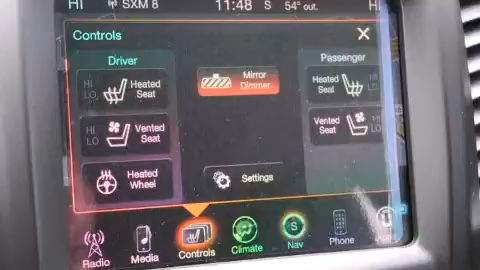 HI SXM 8 11:48 S 54° out. HI
Controls X
Driver
Passenger
HI
LO
Heated
Seat
Mirror
Dimmer
Heated
Seat
HI
LO
HI
LO
Vented
Seat
Vented
Seat
HI
LO
Heated
Wheel
Settings
Radio
Media
Controls
Climate
S
Nav
Phone